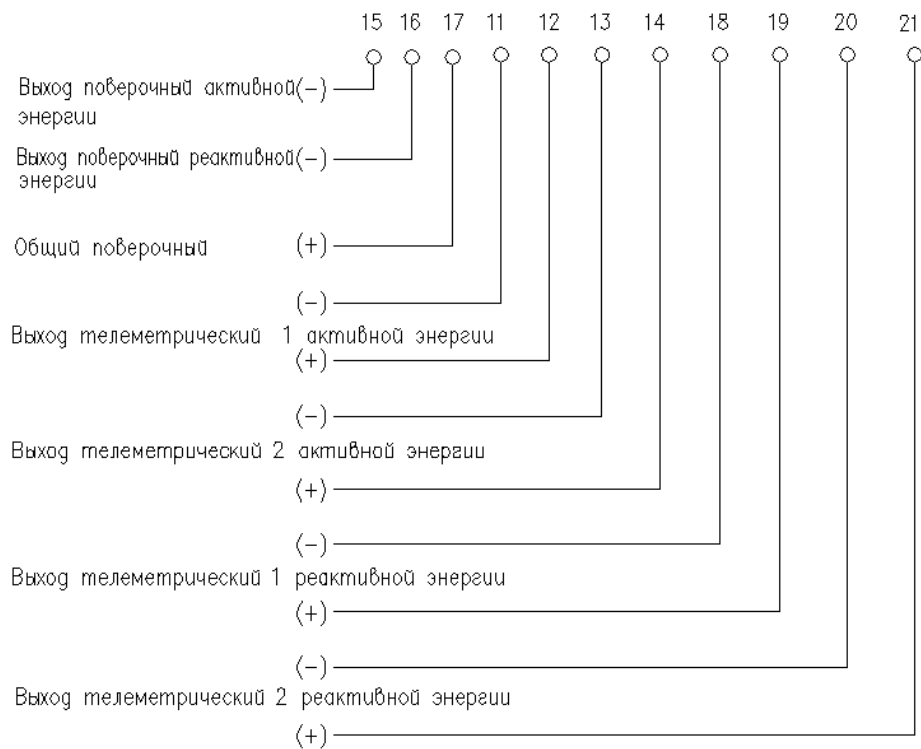 15 16 17 11 12 13 14 18 19 20 21
Выход поверочный активной (-)
энергии
Выход поверочный реактивной (-)
энергии
Общий поверочный (+)
(-)
Выход телеметрический 1 активной энергии
(+)
(-)
Выход телеметрический 2 активной энергии
(+)
(-)
Выход телеметрический 1 реактивной энергии
(+)
(-)
Выход телеметрический 2 реактивной энергии
(+)